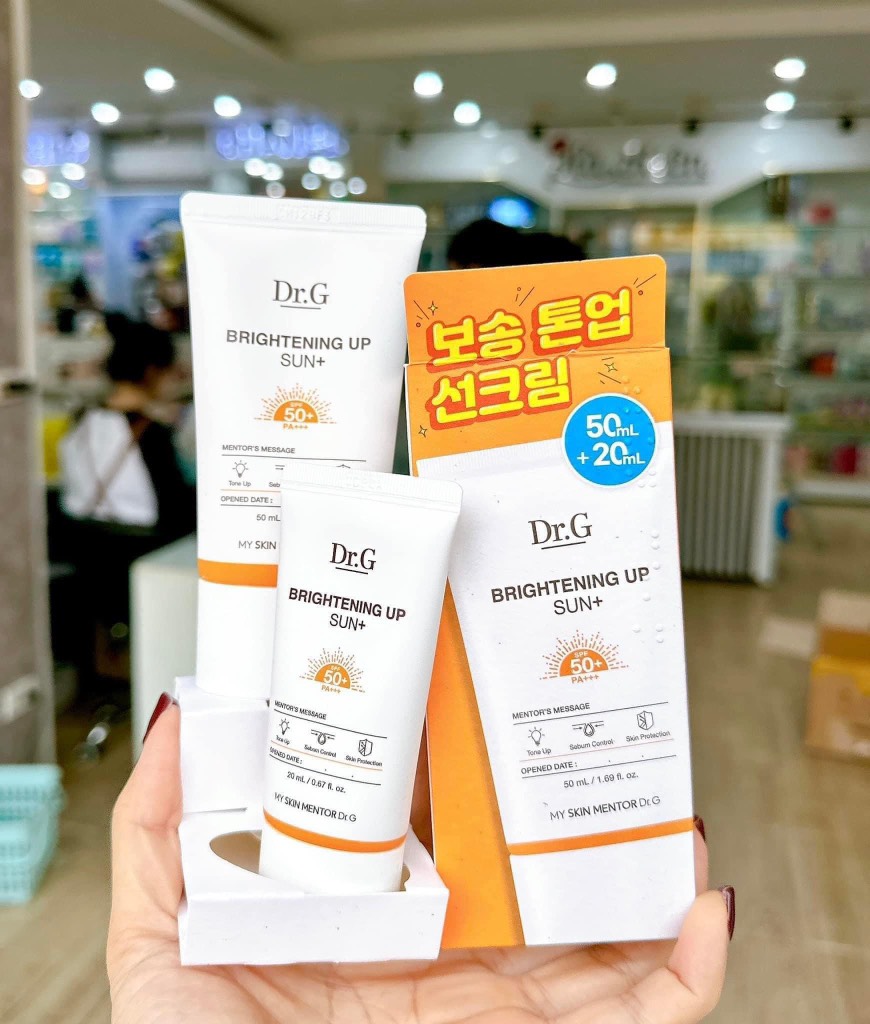 Dr.G
BRIGHTENING UP
SUN+
SPF
50+
PA+++
MENTOR'S MESSAGE
Tone Up
OPENED DATE :
50 mL
MY SKIN
Dr.G
BRIGHTENING UP
SUN+
SPF
50+
PA+++
MENTOR'S MESSAGE
Tone Up Sebum Control Skin Protection
OPENED DATE : . .
20 mL / 0.67 fl. oz.
MY SKIN MENTOR Dr.G
보송 톤업
선크림
50mL
+ 20mL
Dr.G
BRIGHTENING UP
SUN+
SPF
50+
PA+++
MENTOR'S MESSAGE
Tone Up Sebum Control Skin Protection
OPENED DATE : . .
50 mL / 1.69 fl. oz.
MY SKIN MENTOR Dr.G